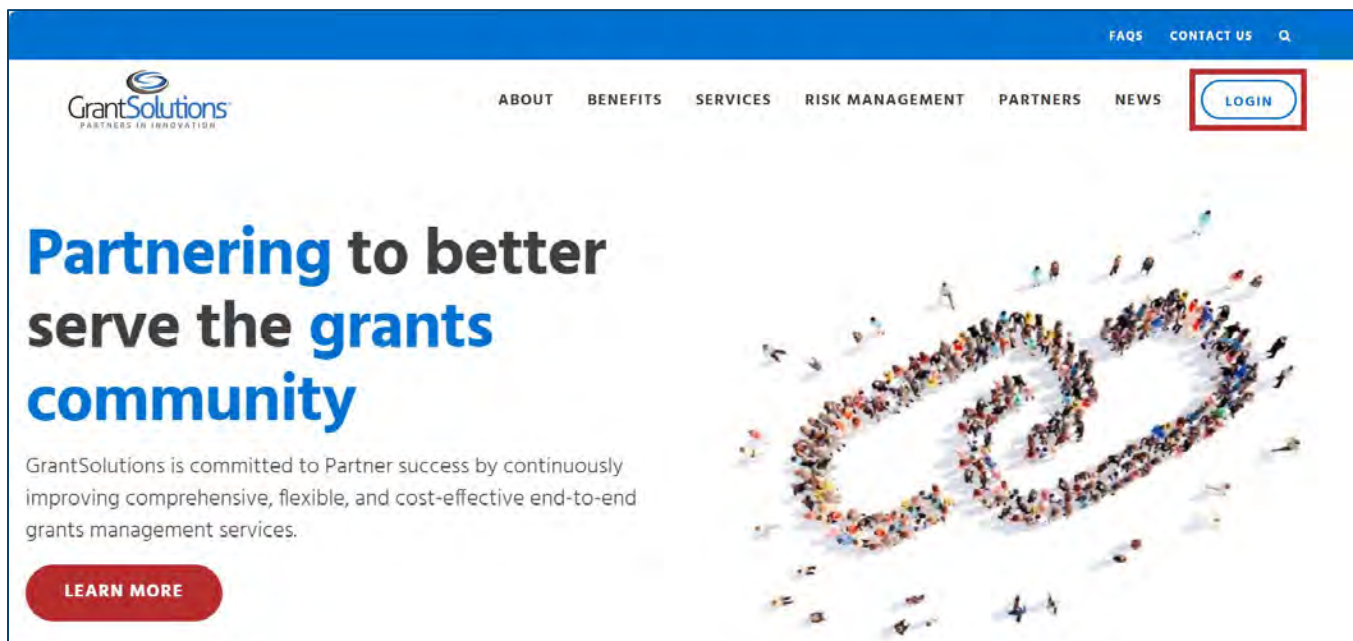 FAQS CONTACT US
GrantSolutions
PARTNERS IN INNOVATION
ABOUT BENEFITS SERVICES RISK MANAGEMENT PARTNERS NEWS LOGIN
Partnering to better
serve the grants
community
GrantSolutions is committed to Partner success by continuously
improving comprehensive, flexible, and cost-effective end-to-end
grants management services.
LEARN MORE